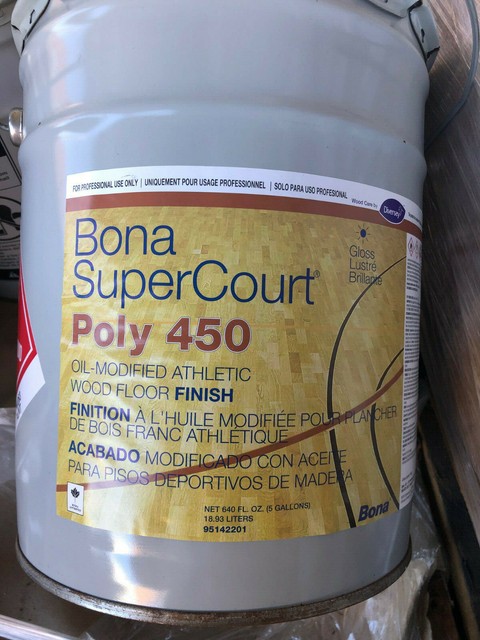 FOR PROFESSIONAL USE ONLY | UNIQUEMENT POUR USAGE PROFESSIONNEL | SOLO PARA USO PROFESIONAL
Wood Care by
Diversey
Bona
SuperCourt®
Gloss
Lustré
Brillante
Poly 450
OIL-MODIFIED ATHLETIC
WOOD FLOOR FINISH
FINITION À L'HUILE MODIFIÉE POUR PLANCHER
DE BOIS FRANC ATHLÉTIQUE
ACABADO MODIFICADO CON ACEITE
PARA PISOS DEPORTIVOS DE MADERA
NET 640 FL. OZ. (5 GALLONS)
18.93 LITERS
95142201
Bona